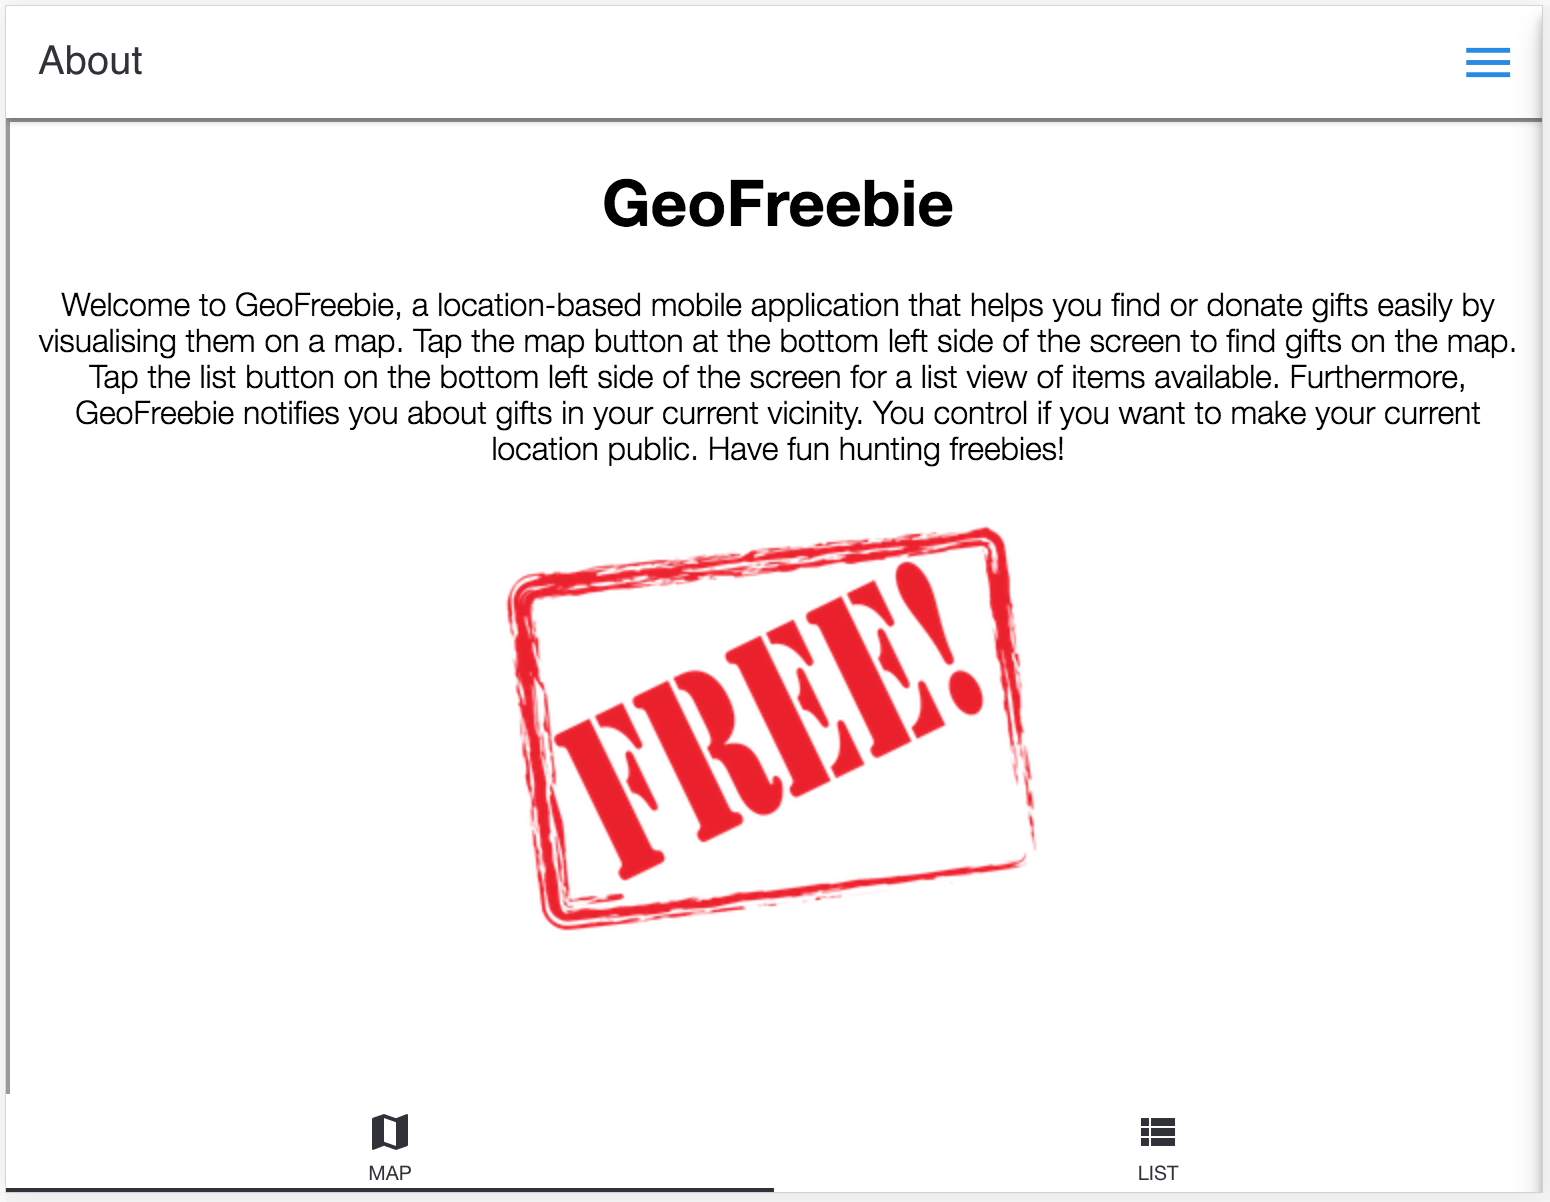 About
GeoFreebie
Welcome to GeoFreebie, a location-based mobile application that helps you find or donate gifts easily by
visualising them on a map. Tap the map button at the bottom left side of the screen to find gifts on the map.
Tap the list button on the bottom left side of the screen for a list view of items available. Furthermore,
GeoFreebie notifies you about gifts in your current vicinity. You control if you want to make your current
location public. Have fun hunting freebies!
FREE!
MAP
LIST